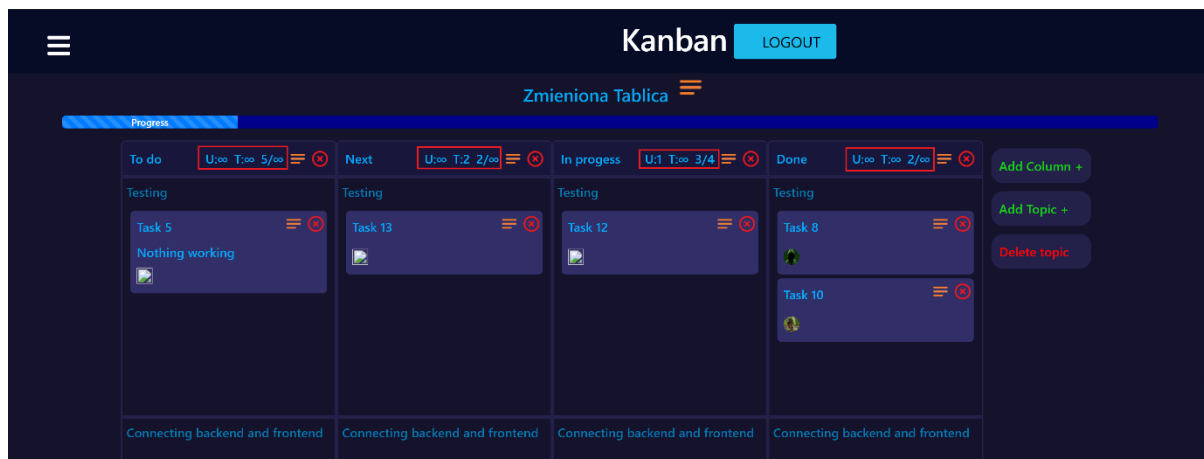 Kanban LOGOUT
Zmieniona Tablica
Progress
To do U:∞ T:∞ 5/∞ Next U:∞ T:2 2/∞ In progess U:1 T:∞ 3/4 Done U:∞ T:∞ 2/∞ Add Column +
Testing Testing Testing Testing
Add Topic +
Task 5 Task 13 Task 12 Task 8
Nothing working Delete topic
Task 10
Connecting backend and frontend Connecting backend and frontend Connecting backend and frontend Connecting backend and frontend